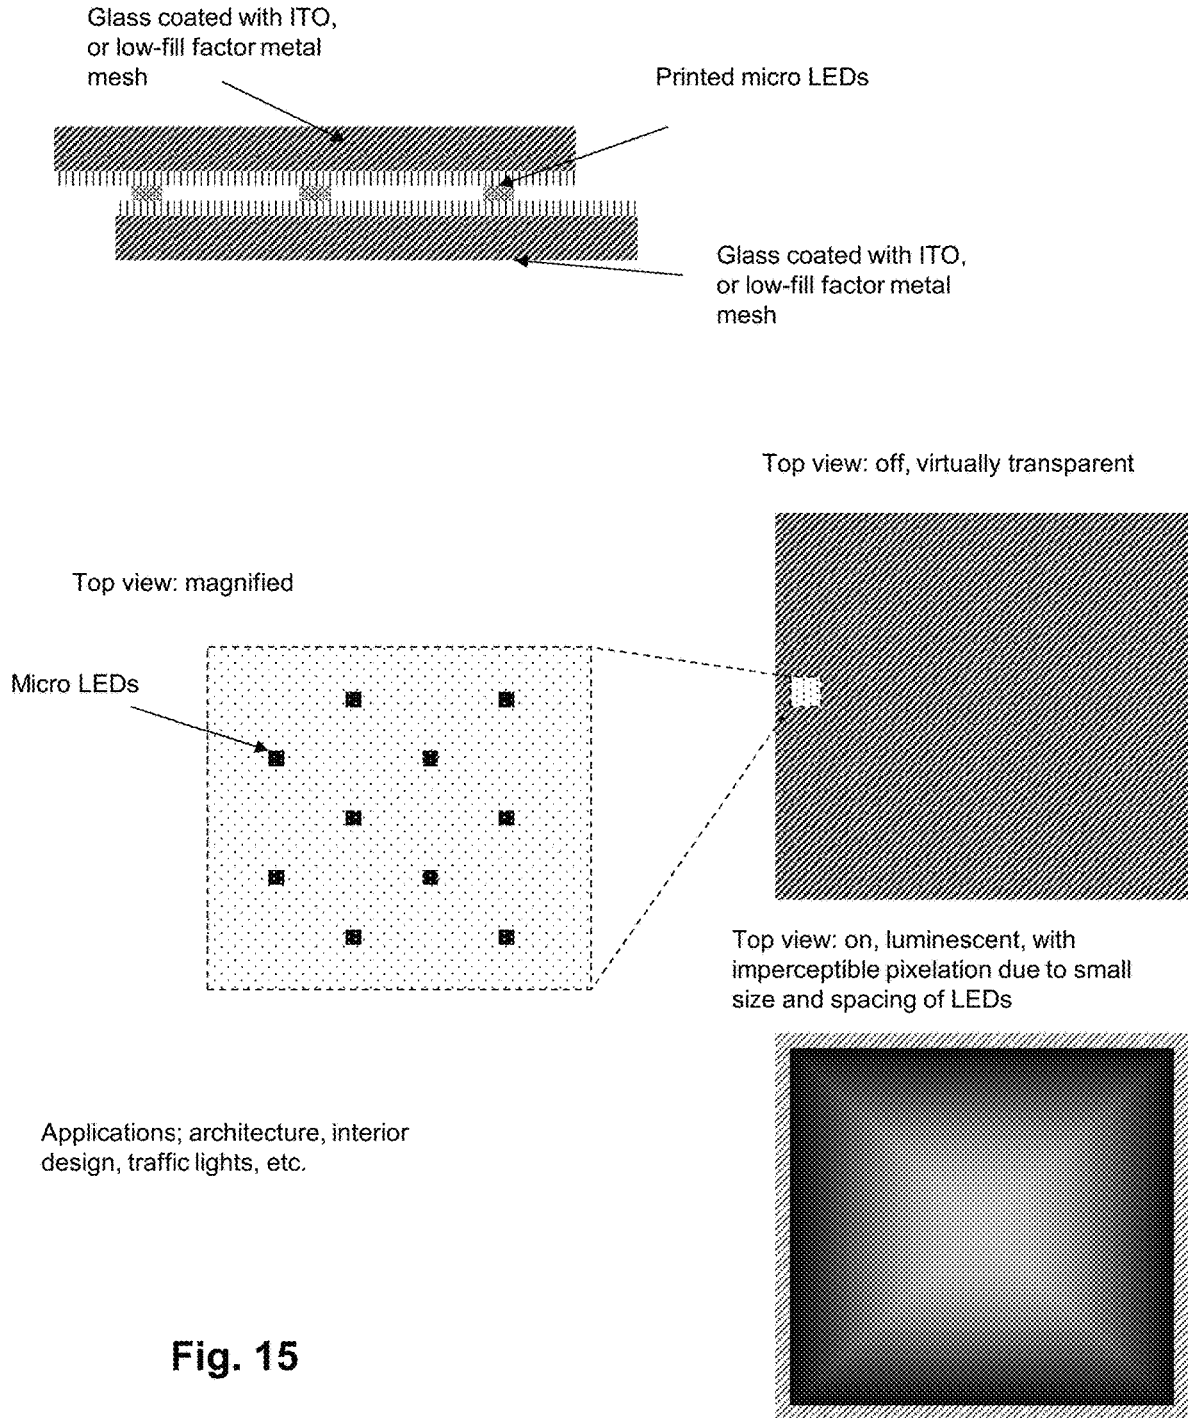 Glass coated with ITO,
or low-fill factor metal
mesh
Printed micro LEDs
Glass coated with ITO,
or low-fill factor metal
mesh
Top view: off, virtually transparent
Top view: magnified
Micro LEDs
Top view: on, luminescent, with
imperceptible pixelation due to small
size and spacing of LEDs
Applications; architecture, interior
design, traffic lights, etc.
Fig. 15